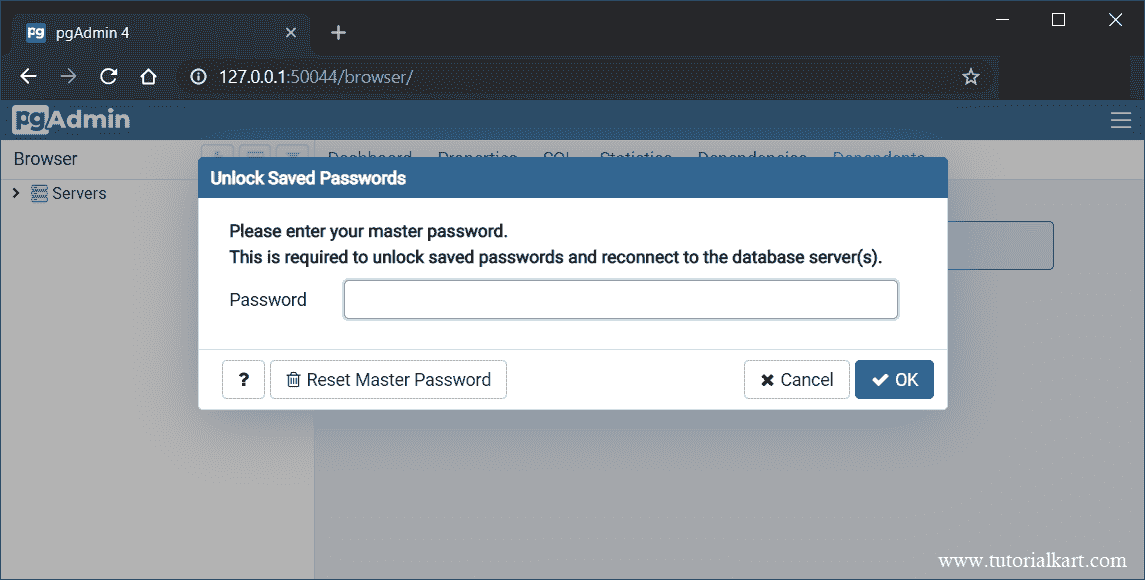 pg pgAdmin 4
127.0.0.1:50044/browser/
pgAdmin
Browser
Dashboard Properties SQL Statistics Dependencies Dependents
Servers
Unlock Saved Passwords
Please enter your master password.
This is required to unlock saved passwords and reconnect to the database server(s).
Password
? Reset Master Password Cancel OK
www.tutorialkart.com